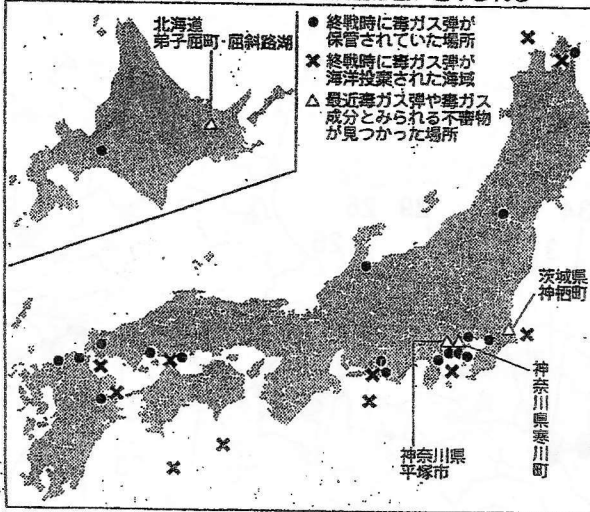 北海道
弟子屈町・屈斜路湖
● 終戦時に毒ガス弾が
保管されていた場所
✖ 終戦時に毒ガス弾が
海洋投棄された海域
△ 最近毒ガス弾や毒ガス
成分とみられる不審物
が見つかった場所
茨城県
神栖町
神奈川県寒川町
神奈川県
平塚市